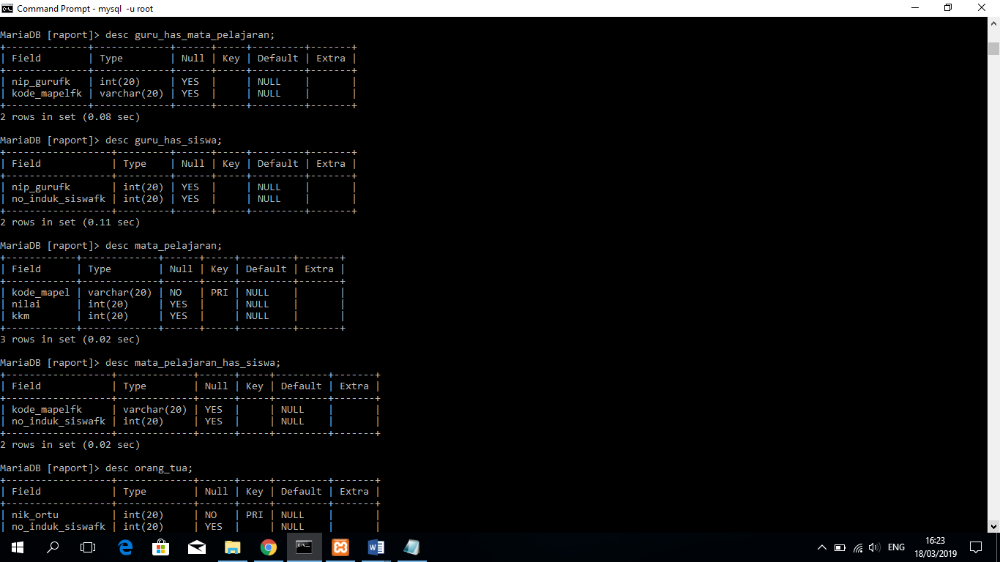 Command Prompt - mysql  -u root
MariaDB [raport]> desc guru_has_mata_pelajaran;
+--------------+-------------+------+-----+---------+-------+
| Field        | Type        | Null | Key | Default | Extra |
+--------------+-------------+------+-----+---------+-------+
| nip_gurufk   | int(20)     | YES  |     | NULL    |       |
| kode_mapelfk | varchar(20) | YES  |     | NULL    |       |
+--------------+-------------+------+-----+---------+-------+
2 rows in set (0.08 sec)
MariaDB [raport]> desc guru_has_siswa;
+------------------+---------+------+-----+---------+-------+
| Field            | Type    | Null | Key | Default | Extra |
+------------------+---------+------+-----+---------+-------+
| nip_gurufk       | int(20) | YES  |     | NULL    |       |
| no_induk_siswafk | int(20) | YES  |     | NULL    |       |
+------------------+---------+------+-----+---------+-------+
2 rows in set (0.11 sec)
MariaDB [raport]> desc mata_pelajaran;
+------------+-------------+------+-----+---------+-------+
| Field      | Type        | Null | Key | Default | Extra |
+------------+-------------+------+-----+---------+-------+
| kode_mapel | varchar(20) | NO   | PRI | NULL    |       |
| nilai      | int(20)     | YES  |     | NULL    |       |
| kkm        | int(20)     | YES  |     | NULL    |       |
+------------+-------------+------+-----+---------+-------+
3 rows in set (0.02 sec)
MariaDB [raport]> desc mata_pelajaran_has_siswa;
+------------------+-------------+------+-----+---------+-------+
| Field            | Type        | Null | Key | Default | Extra |
+------------------+-------------+------+-----+---------+-------+
| kode_mapelfk     | varchar(20) | YES  |     | NULL    |       |
| no_induk_siswafk | int(20)     | YES  |     | NULL    |       |
+------------------+-------------+------+-----+---------+-------+
2 rows in set (0.02 sec)
MariaDB [raport]> desc orang_tua;
+------------------+-------------+------+-----+---------+-------+
| Field            | Type        | Null | Key | Default | Extra |
+------------------+-------------+------+-----+---------+-------+
| nik_ortu         | int(20)     | NO   | PRI | NULL    |       |
| no_induk_siswafk | int(20)     | YES  |     | NULL    |       |
ENG
16:23
18/03/2019